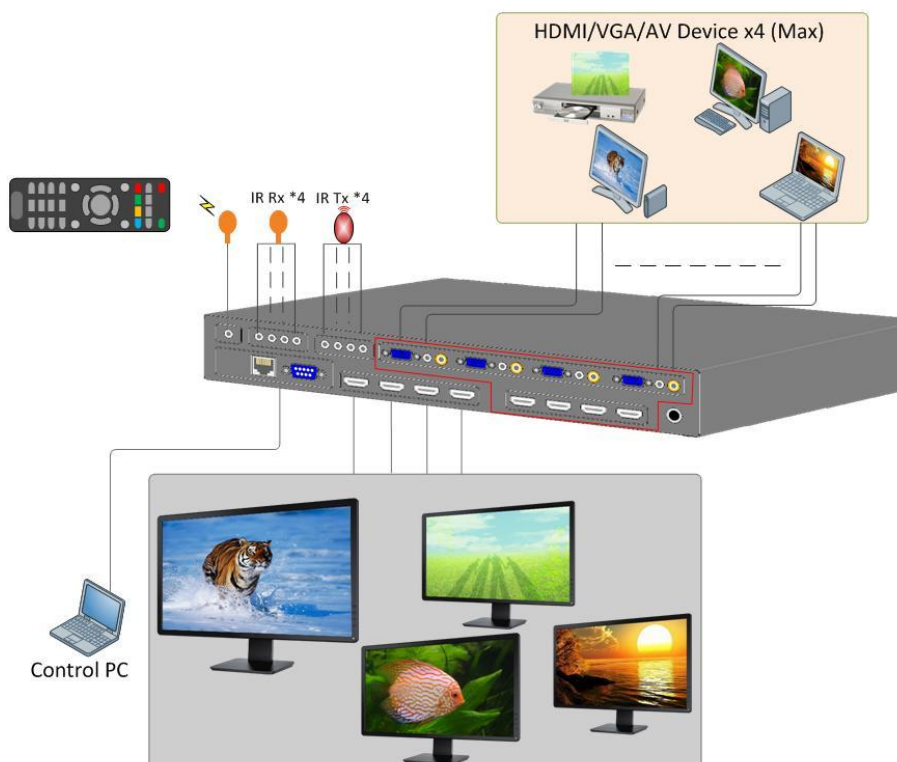 HDMI/VGA/AV Device x4 (Max)
IR Rx *4
IR Tx *4
Control PC